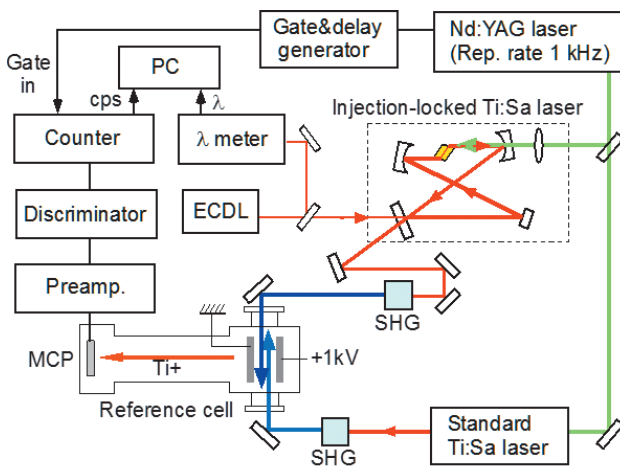 Gate&delay
generator
Nd:YAG laser
(Rep. rate 1 kHz)
Gate
in
PC
cps
λ
Injection-locked Ti:Sa laser
Counter
λ meter
Discriminator
ECDL
Preamp.
SHG
MCP
Ti+
+1kV
Reference cell
Standard
Ti:Sa laser
SHG